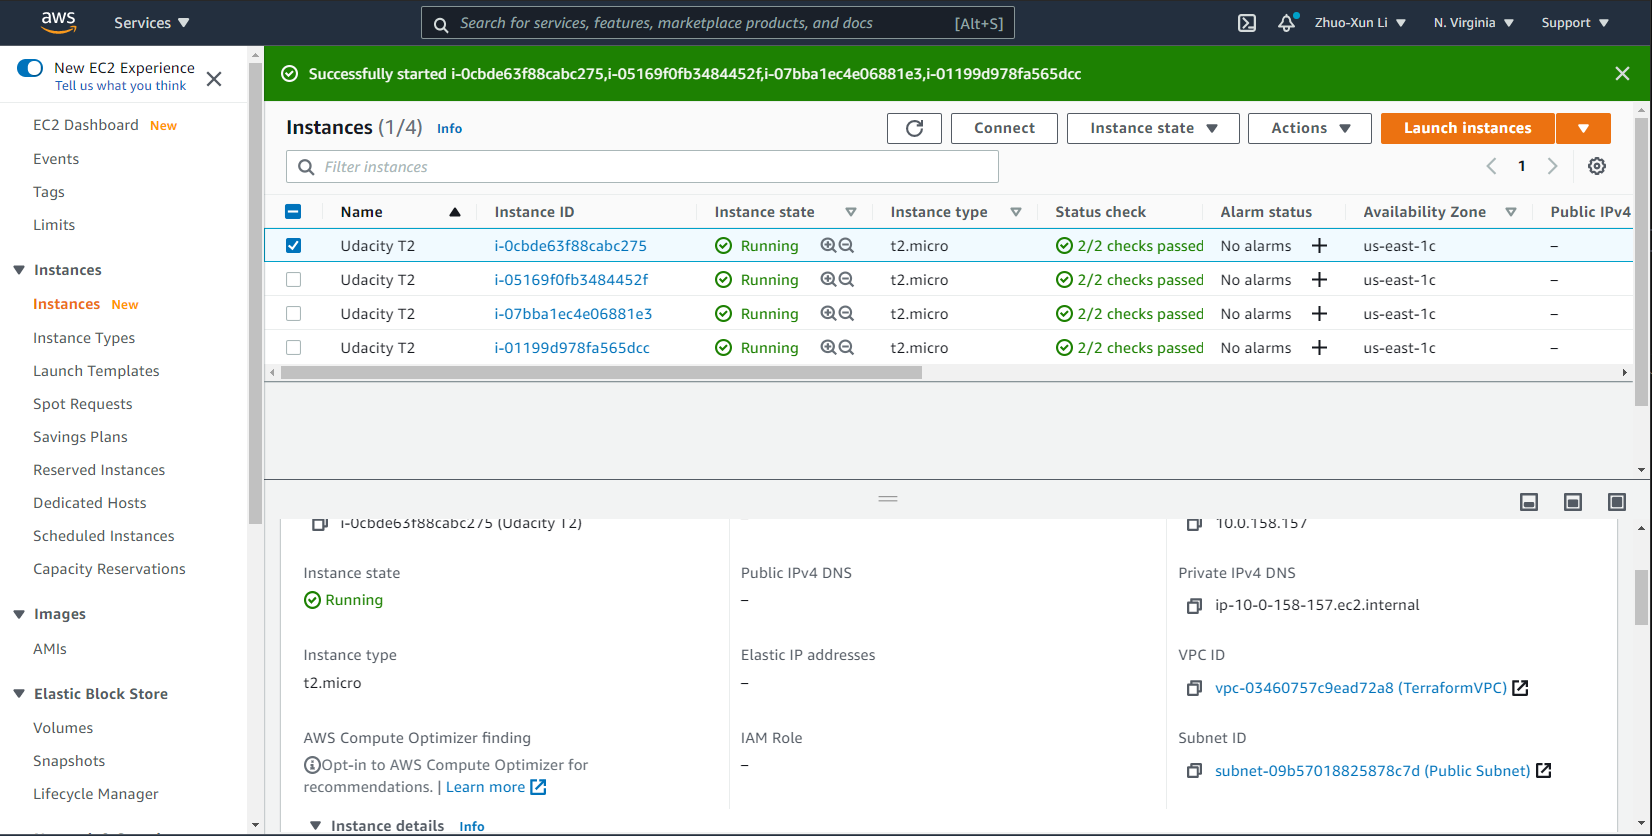 aws Services Search for services, features, marketplace products, and docs [Alt+S] Zhuo-Xun Li N. Virginia Support
New EC2 Experience
Tell us what you think
EC2 Dashboard New
Events
Tags
Limits
Instances
Instances New
Instance Types
Launch Templates
Spot Requests
Savings Plans
Reserved Instances
Dedicated Hosts
Scheduled Instances
Capacity Reservations
Images
AMIs
Elastic Block Store
Volumes
Snapshots
Lifecycle Manager
Successfully started i-0cbde63f88cabc275,i-05169f0fb3484452f,i-07bba1ec4e06881e3,i-01199d978fa565dcc
Instances (1/4) Info Connect Instance state Actions Launch instances
Filter instances 1
Name Instance ID Instance state Instance type Status check Alarm status Availability Zone Public IPv4
Udacity T2 i-0cbde63f88cabc275 Running t2.micro 2/2 checks passed No alarms + us-east-1c –
Udacity T2 i-05169f0fb3484452f Running t2.micro 2/2 checks passed No alarms + us-east-1c –
Udacity T2 i-07bba1ec4e06881e3 Running t2.micro 2/2 checks passed No alarms + us-east-1c –
Udacity T2 i-01199d978fa565dcc Running t2.micro 2/2 checks passed No alarms + us-east-1c –
i-0cbde63f88cabc275 (Udacity T2) 10.0.158.157
Instance state Public IPv4 DNS Private IPv4 DNS
Running – ip-10-0-158-157.ec2.internal
Instance type Elastic IP addresses VPC ID
t2.micro – vpc-03460757c9ead72a8 (TerraformVPC)
AWS Compute Optimizer finding IAM Role Subnet ID
Opt-in to AWS Compute Optimizer for – subnet-09b57018825878c7d (Public Subnet)
recommendations. | Learn more
Instance details Info